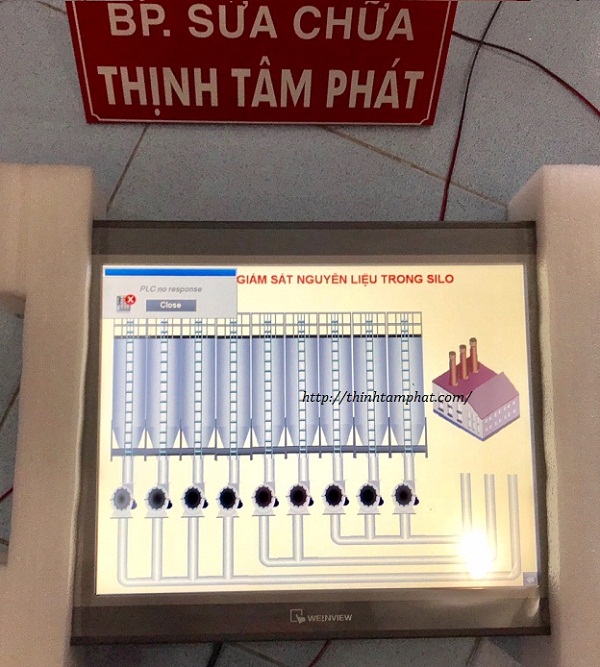 BP. SỬA CHỮA
THỊNH TÂM PHÁT
GIÁM SÁT NGUYÊN LIỆU TRONG SILO
PLC no response
Close
http://thinhtamphat.com/
WEINVIEW